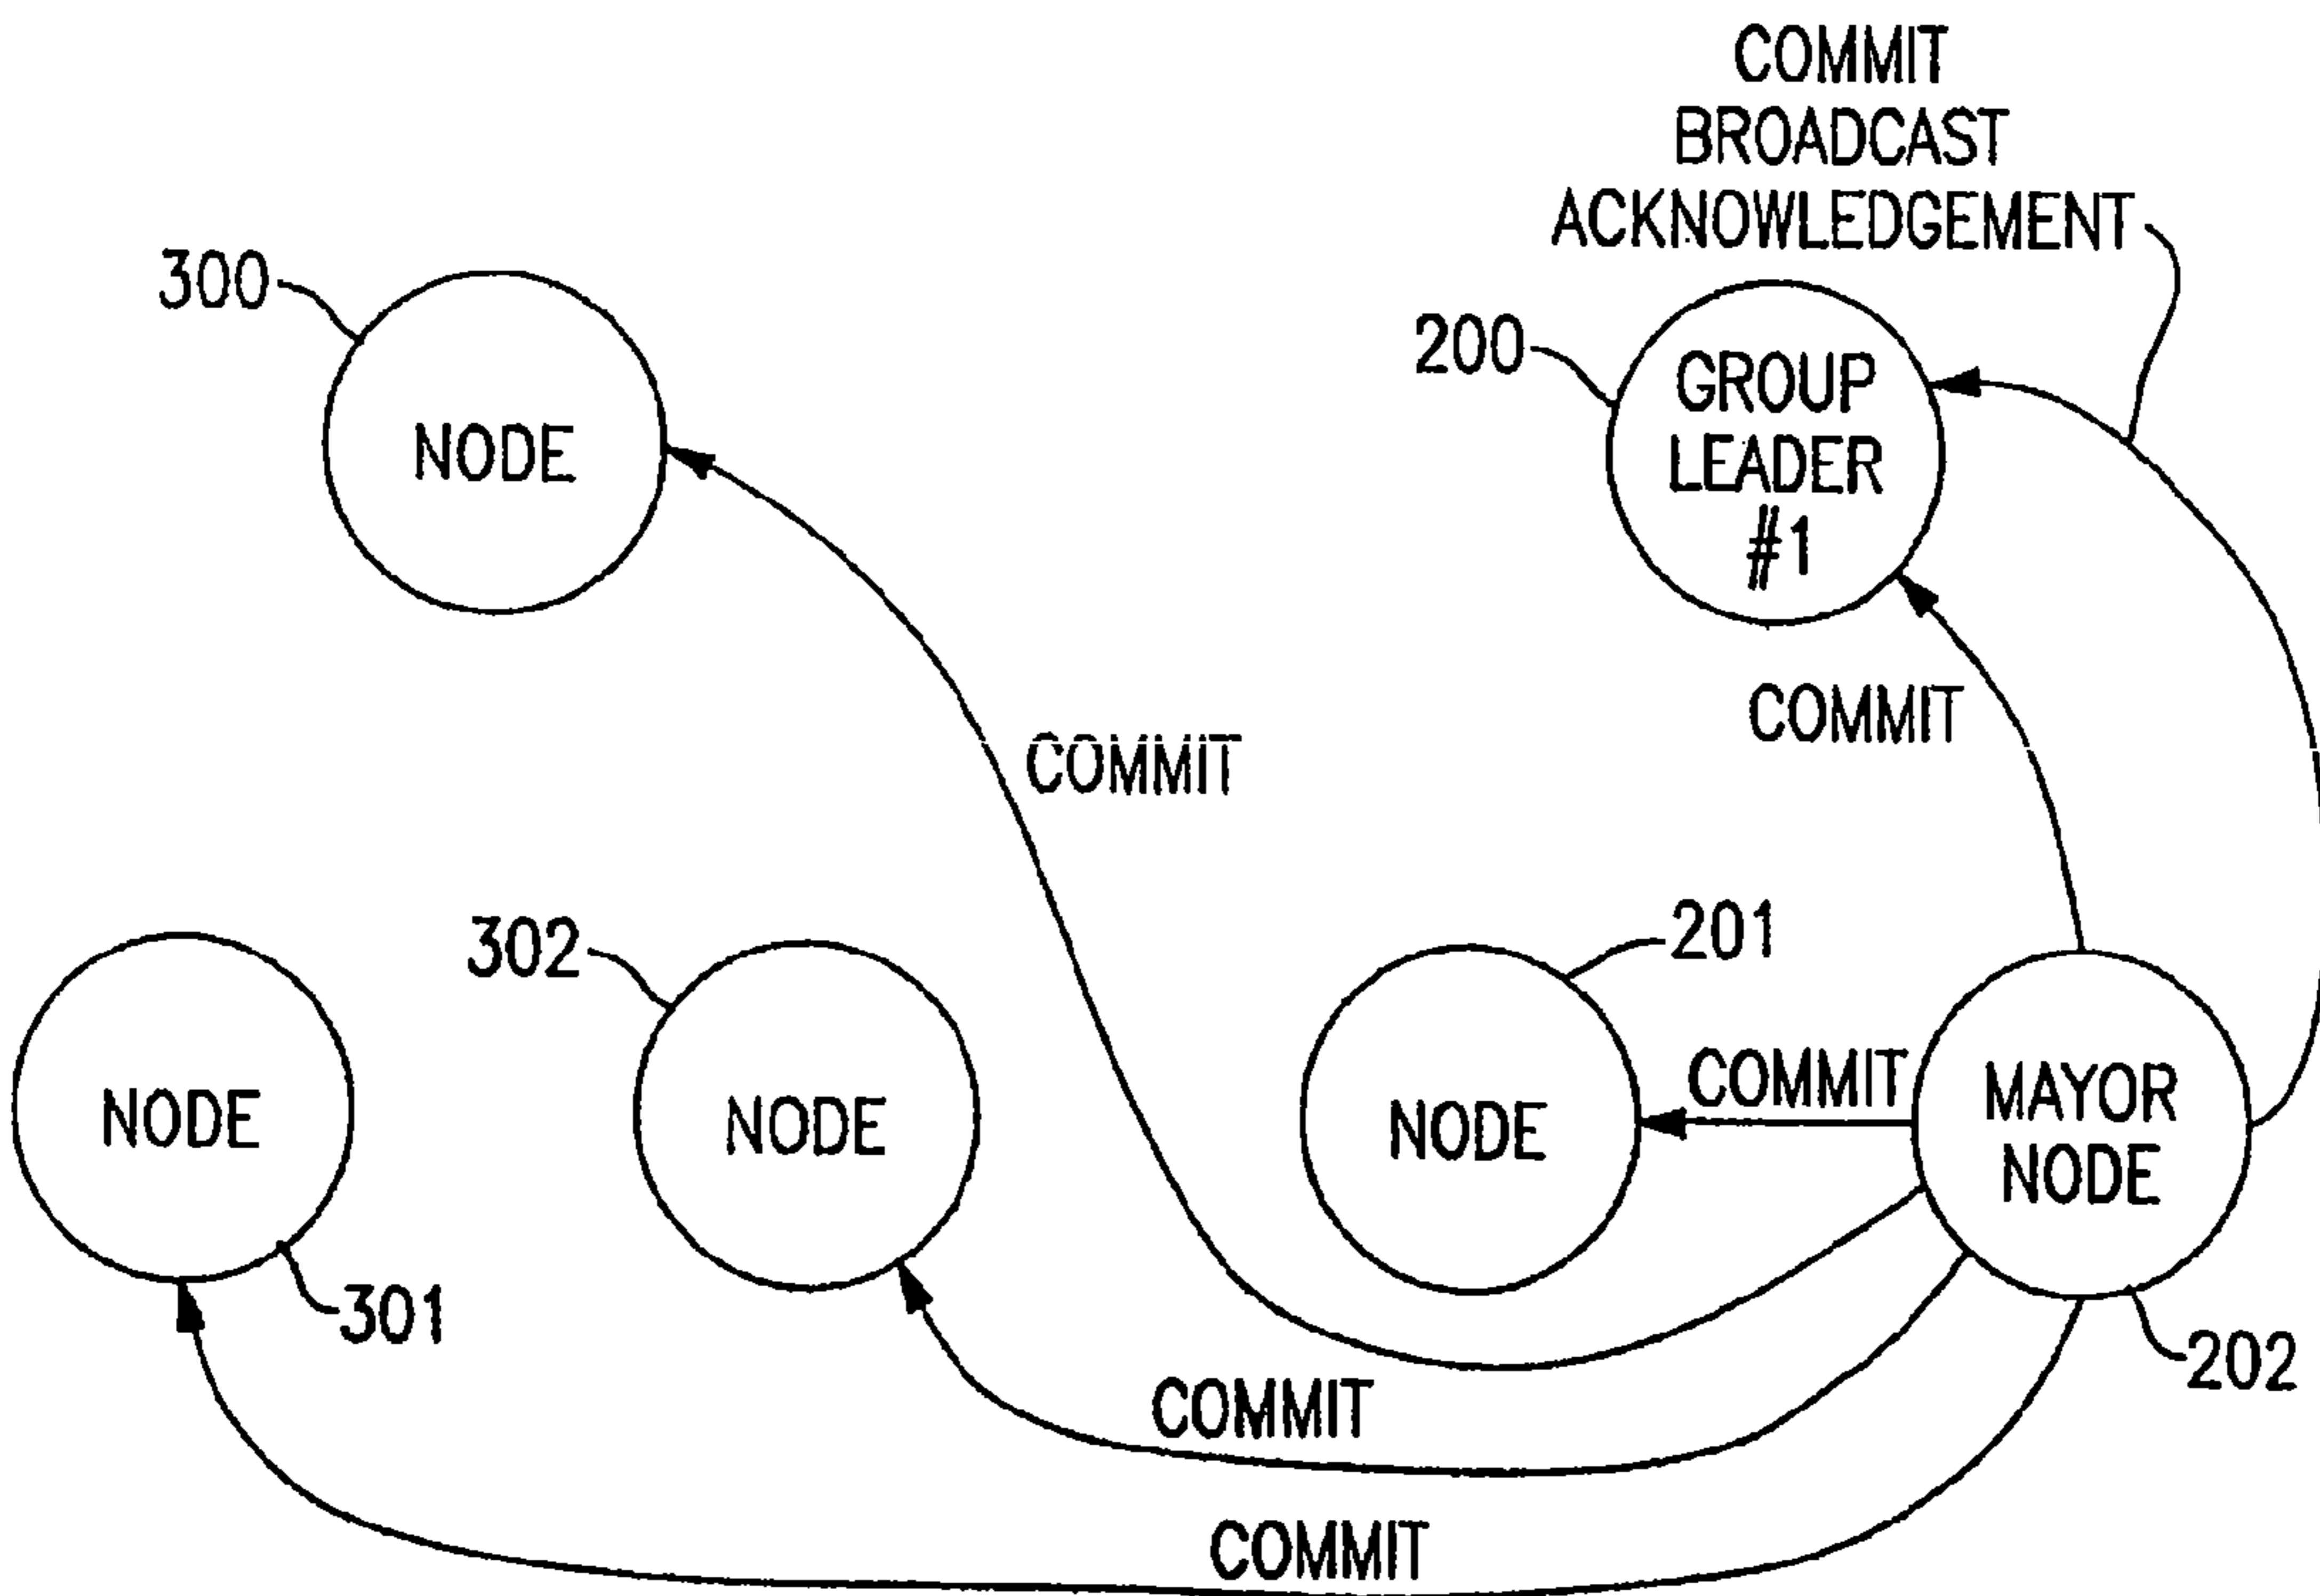 COMMIT
BROADCAST
ACKNOWLEDGEMENT
300
200
NODE
GROUP
LEADER
#1
COMMIT
COMMIT
302
201
NODE
NODE
NODE
COMMIT
MAYOR
NODE
301
202
COMMIT
COMMIT